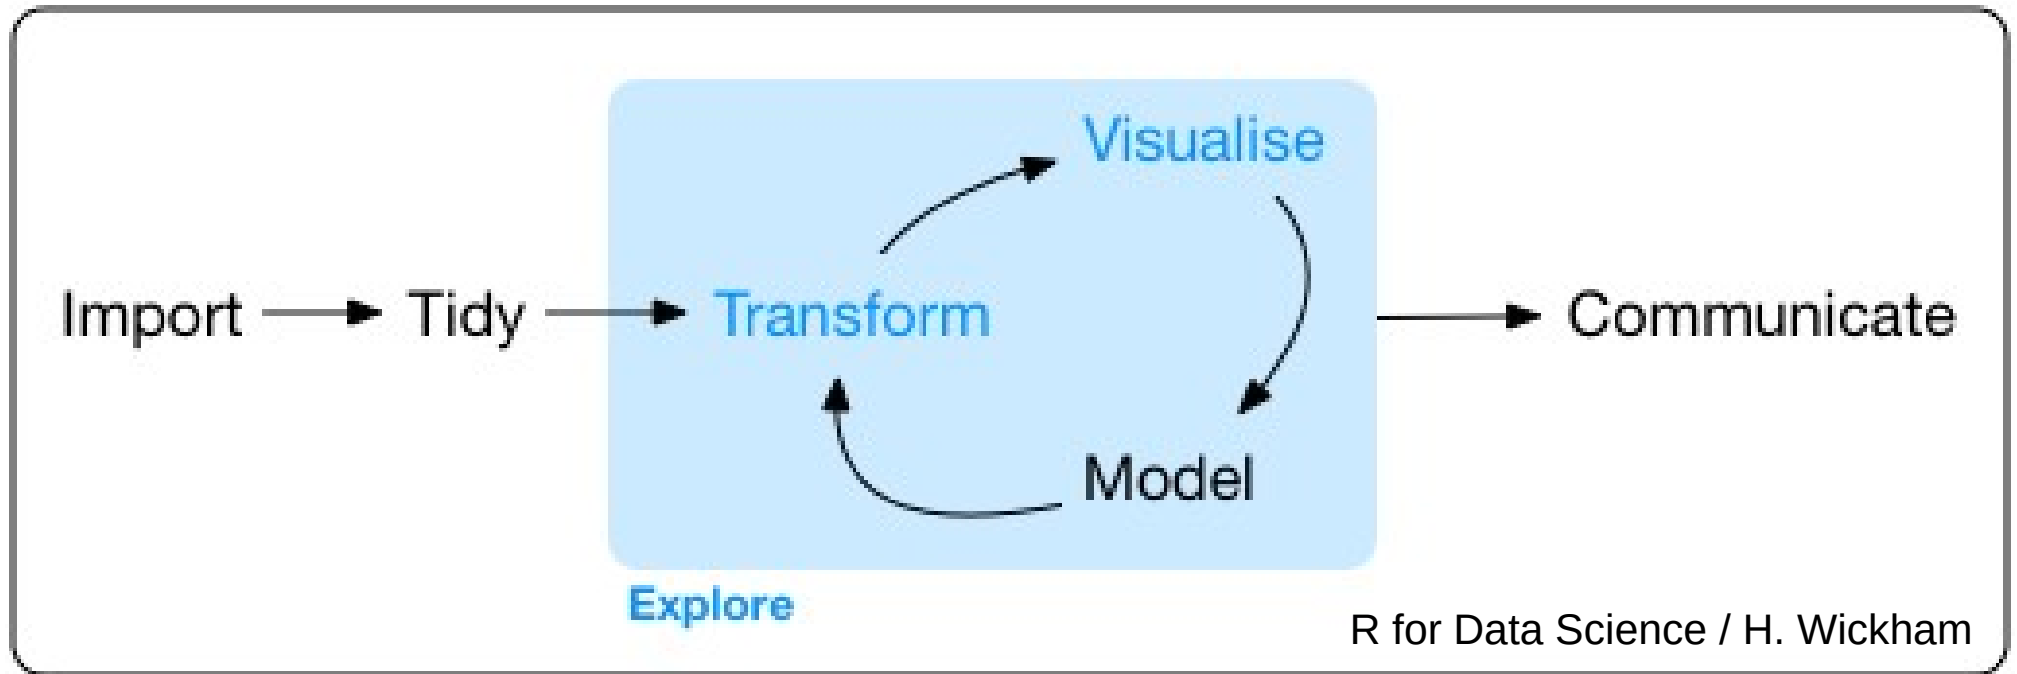 Visualise
Import Tidy Transform Communicate
Model
Explore
R for Data Science / H. Wickham